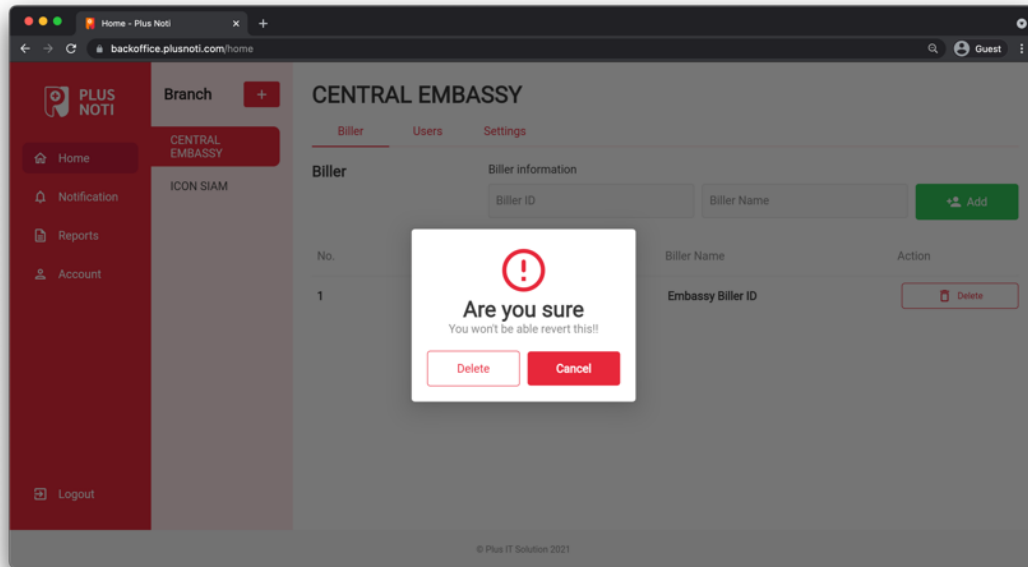 Home - Plus Noti
backoffice.plusnoti.com/home
Guest
PLUS
NOTI
Home
Notification
Reports
Account
Logout
Branch
+
CENTRAL
EMBASSY
ICON SIAM
CENTRAL EMBASSY
Biller
Users
Settings
Biller
Biller information
Biller ID
Biller Name
Add
No.
Biller Name
Action
1
Embassy Biller ID
Delete
Are you sure
You won't be able revert this!!
Delete
Cancel
© Plus IT Solution 2021